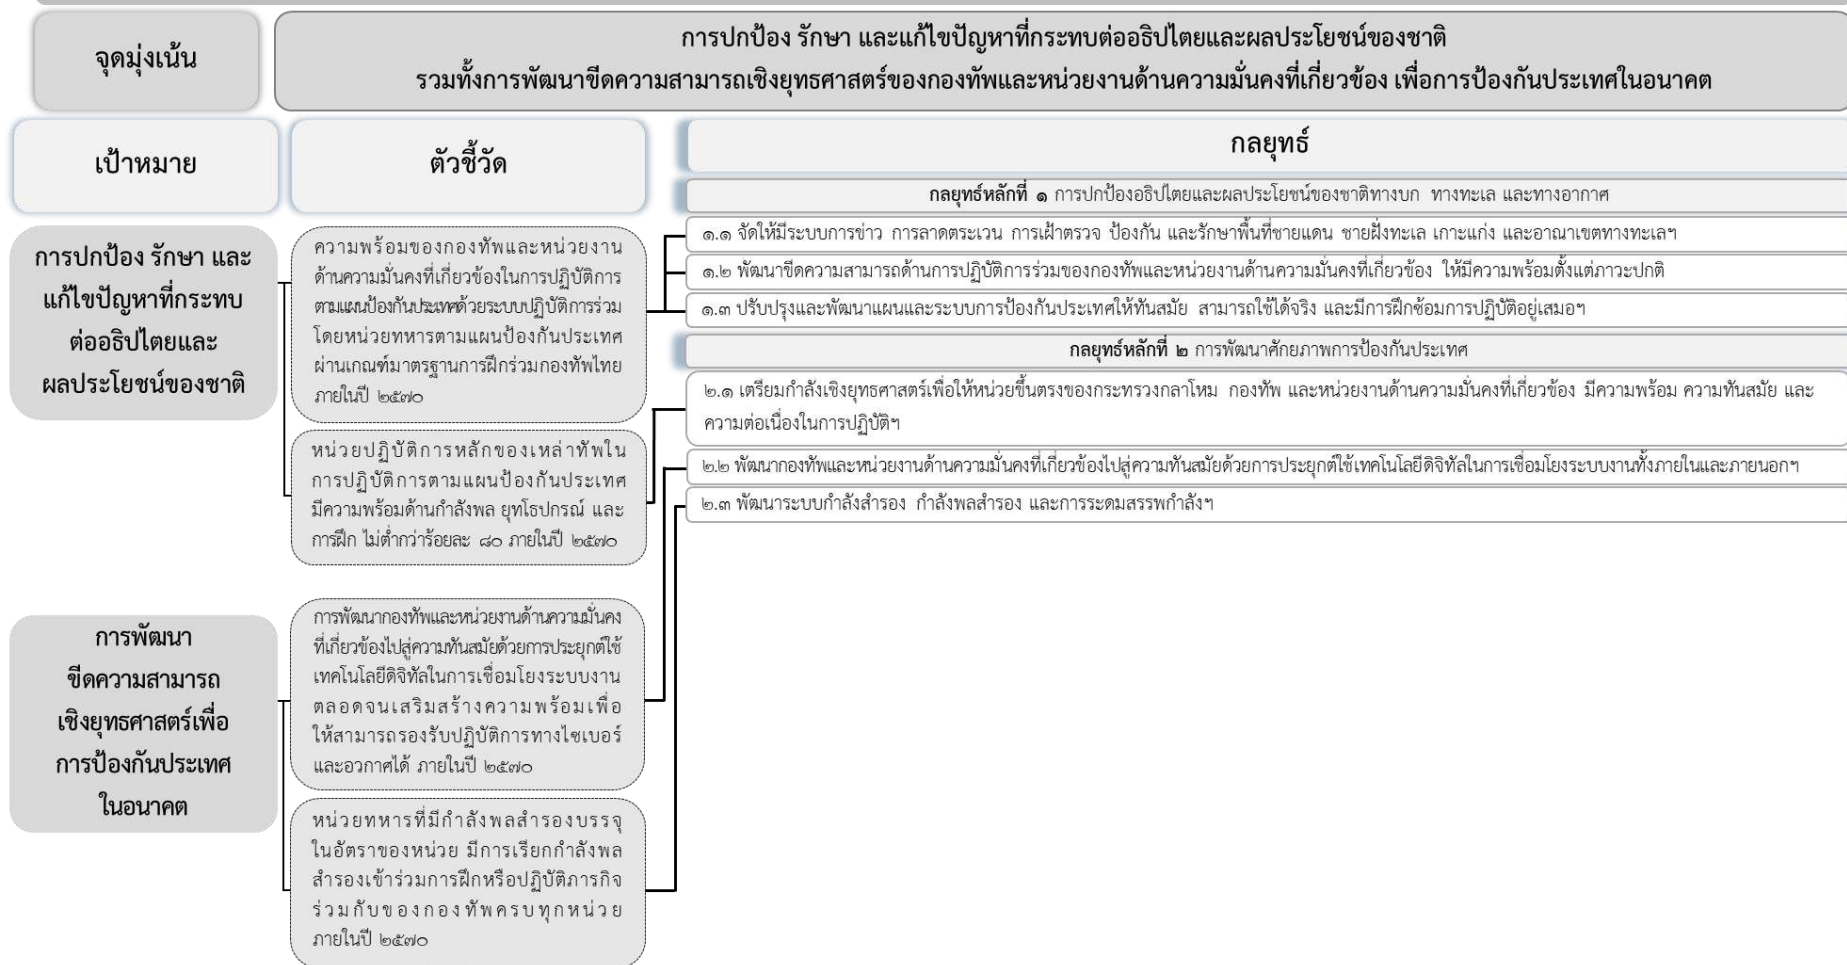 จุดมุ่งเน้น
การปกป้อง รักษา และแก้ไขปัญหาที่กระทบต่ออธิปไตยและผลประโยชน์ของชาติ
รวมทั้งการพัฒนาขีดความสามารถเชิงยุทธศาสตร์ของกองทัพและหน่วยงานด้านความมั่นคงที่เกี่ยวข้อง เพื่อการป้องกันประเทศในอนาคต
เป้าหมาย
ตัวชี้วัด
กลยุทธ์
การปกป้อง รักษา และ
แก้ไขปัญหาที่กระทบ
ต่ออธิปไตยและ
ผลประโยชน์ของชาติ
ความพร้อมของกองทัพและหน่วยงาน
ด้านความมั่นคงที่เกี่ยวข้องในการปฏิบัติการ
ตามแผนป้องกันประเทศด้วยระบบปฏิบัติการร่วม
โดยหน่วยทหารตามแผนป้องกันประเทศ
ผ่านเกณฑ์มาตรฐานการฝึกร่วมกองทัพไทย
ภายในปี ๒๕๗๐
หน่วยปฏิบัติการหลักของเหล่าทัพใน
การปฏิบัติการตามแผนป้องกันประเทศ
มีความพร้อมด้านกำลังพล ยุทโธปกรณ์ และ
การฝึก ไม่ต่ำกว่าร้อยละ ๘๐ ภายในปี ๒๕๗๐
กลยุทธ์หลักที่ ๑ การปกป้องอธิปไตยและผลประโยชน์ของชาติทางบก ทางทะเล และทางอากาศ
๑.๑ จัดให้มีระบบการข่าว การลาดตระเวน การเฝ้าตรวจ ป้องกัน และรักษาพื้นที่ชายแดน ชายฝั่งทะเล เกาะแก่ง และอาณาเขตทางทะเลฯ
๑.๒ พัฒนาขีดความสามารถด้านการปฏิบัติการร่วมของกองทัพและหน่วยงานด้านความมั่นคงที่เกี่ยวข้อง ให้มีความพร้อมตั้งแต่ภาวะปกติ
๑.๓ ปรับปรุงและพัฒนาแผนและระบบการป้องกันประเทศให้ทันสมัย สามารถใช้ได้จริง และมีการฝึกซ้อมการปฏิบัติอยู่เสมอฯ
กลยุทธ์หลักที่ ๒ การพัฒนาศักยภาพการป้องกันประเทศ
๒.๑ เตรียมกำลังเชิงยุทธศาสตร์เพื่อให้หน่วยขึ้นตรงของกระทรวงกลาโหม กองทัพ และหน่วยงานด้านความมั่นคงที่เกี่ยวข้อง มีความพร้อม ความทันสมัย และ
ความต่อเนื่องในการปฏิบัติฯ
๒.๒ พัฒนากองทัพและหน่วยงานด้านความมั่นคงที่เกี่ยวข้องไปสู่ความทันสมัยด้วยการประยุกต์ใช้เทคโนโลยีดิจิทัลในการเชื่อมโยงระบบงานทั้งภายในและภายนอกฯ
๒.๓ พัฒนาระบบกำลังสำรอง กำลังพลสำรอง และการระดมสรรพกำลังฯ
การพัฒนา
ขีดความสามารถ
เชิงยุทธศาสตร์เพื่อ
การป้องกันประเทศ
ในอนาคต
การพัฒนากองทัพและหน่วยงานด้านความมั่นคง
ที่เกี่ยวข้องไปสู่ความทันสมัยด้วยการประยุกต์ใช้
เทคโนโลยีดิจิทัลในการเชื่อมโยงระบบงาน
ตลอดจนเสริมสร้างความพร้อมเพื่อ
ให้สามารถรองรับปฏิบัติการทางไซเบอร์
และอวกาศได้ ภายในปี ๒๕๗๐
หน่วยทหารที่มีกำลังพลสำรองบรรจุ
ในอัตราของหน่วย มีการเรียกกำลังพล
สำรองเข้าร่วมการฝึกหรือปฏิบัติภารกิจ
ร่วมกับของกองทัพครบทุกหน่วย
ภายในปี ๒๕๗๐